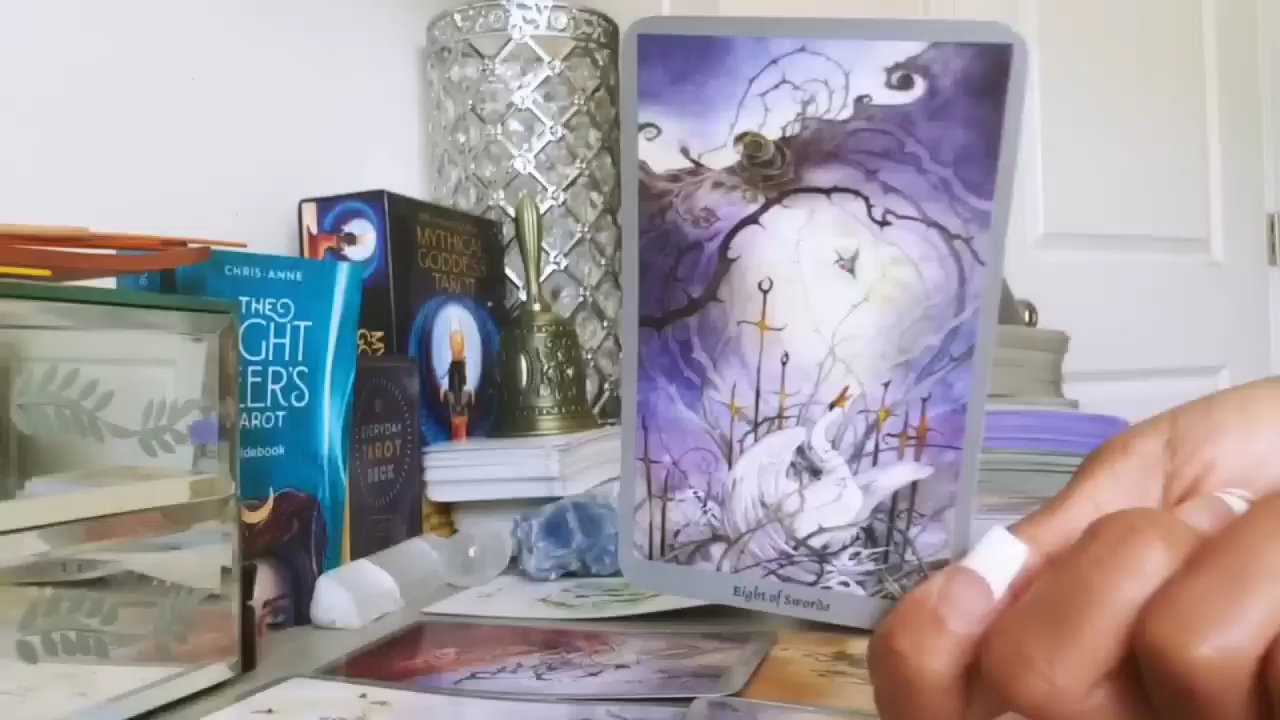 CHRIS-ANNE
THE
GHT
ER'S
AROT
idebook
MYTHICAL
GODDESS
TAROT
EVERYDAY
TAROT
DECK
Eight of Swords